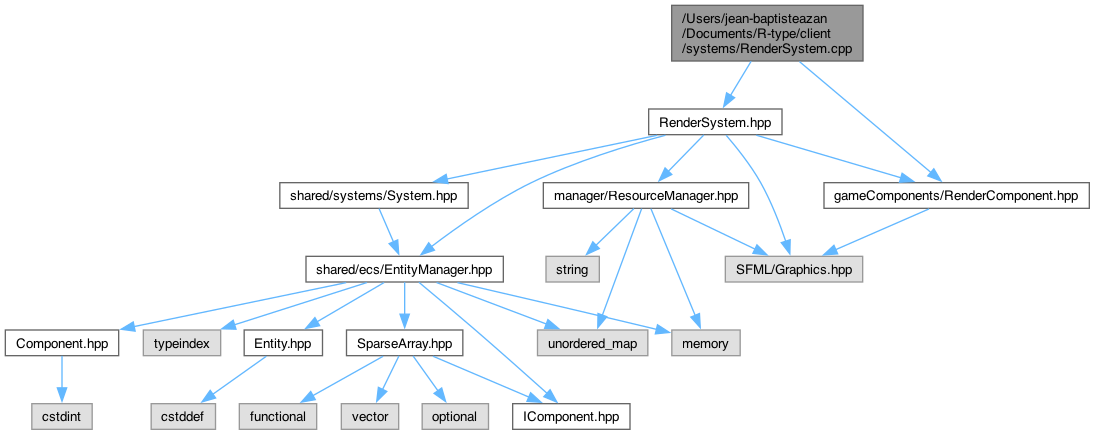 /Users/jean-baptisteazan
/Documents/R-type/client
/systems/RenderSystem.cpp
RenderSystem.hpp
shared/systems/System.hpp
manager/ResourceManager.hpp
gameComponents/RenderComponent.hpp
shared/ecs/EntityManager.hpp
string
SFML/Graphics.hpp
Component.hpp
typeindex
Entity.hpp
SparseArray.hpp
unordered_map
memory
cstdint
cstddef
functional
vector
optional
IComponent.hpp